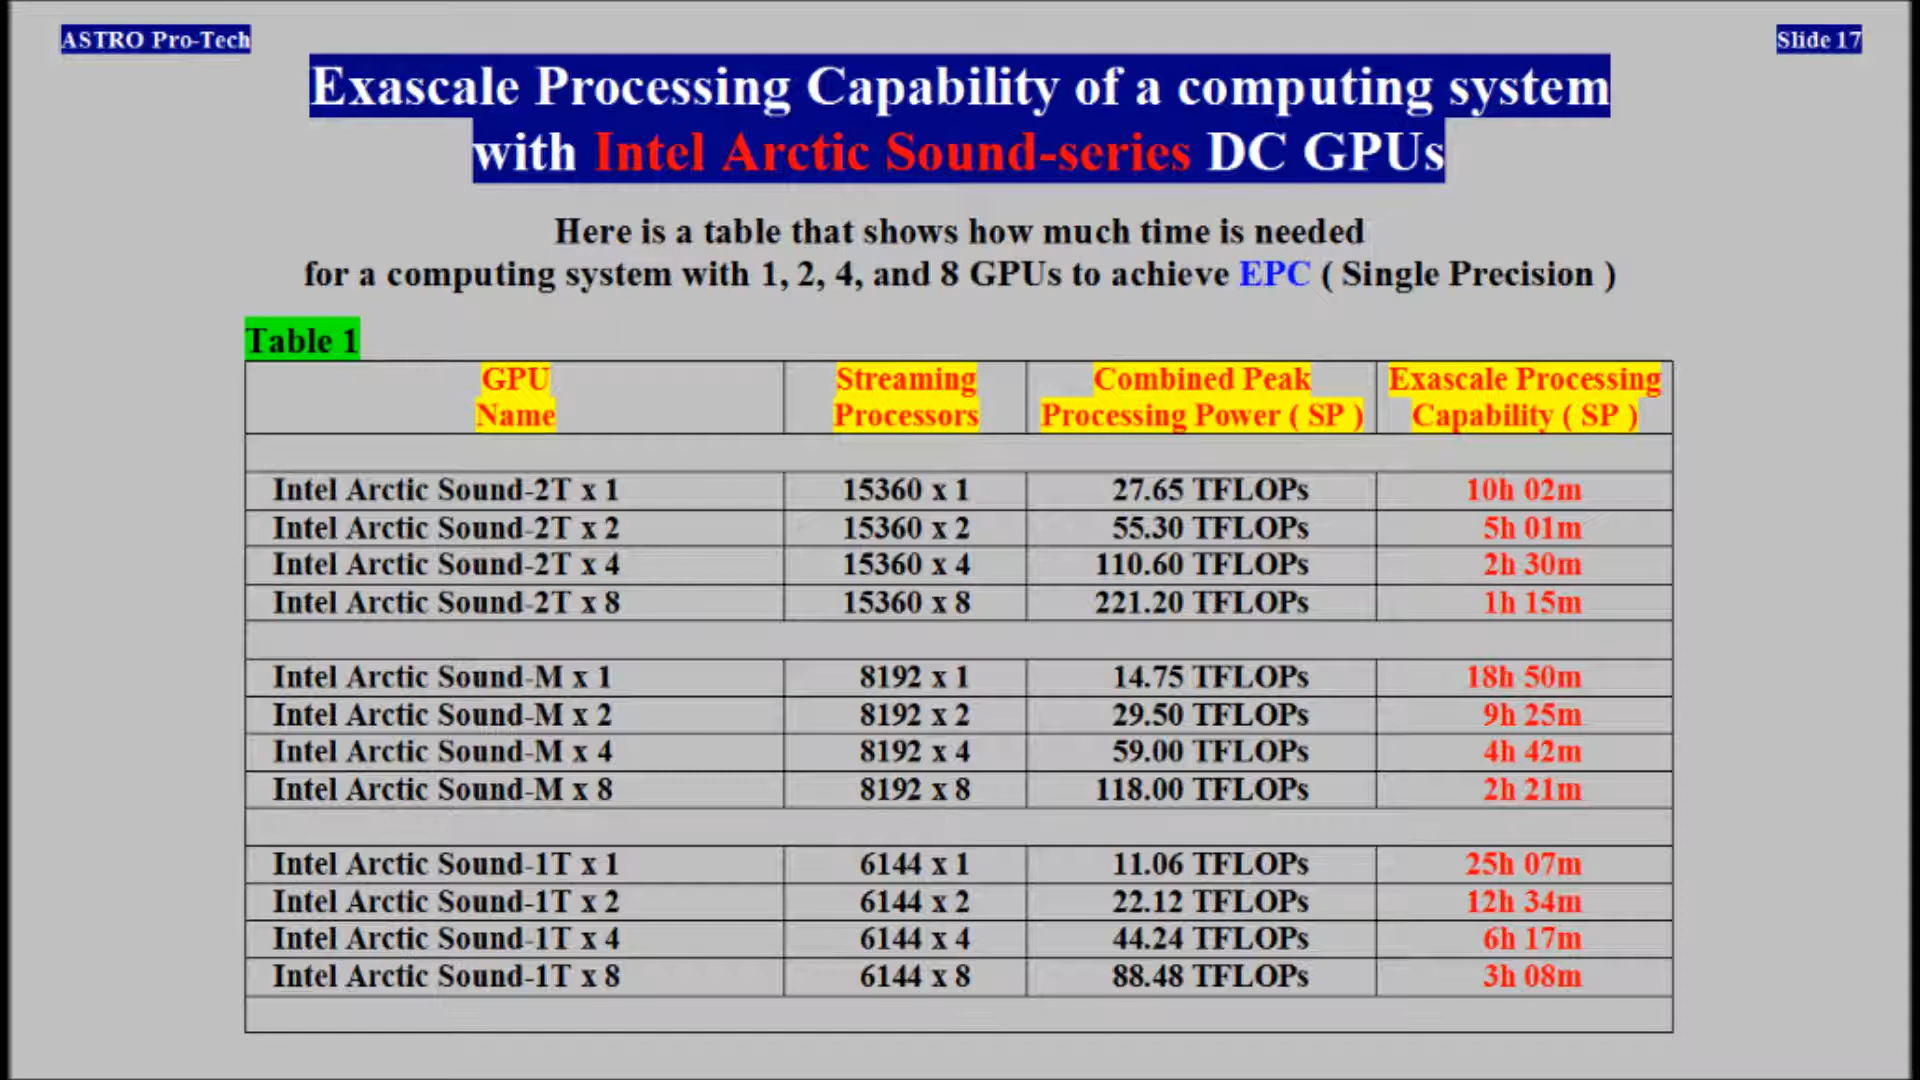 ASTRO Pro-Tech
Slide 17
Exascale Processing Capability of a computing system
with Intel Arctic Sound-series DC GPUs
Here is a table that shows how much time is needed
for a computing system with 1, 2, 4, and 8 GPUs to achieve EPC ( Single Precision )
Table 1
GPU Name | Streaming Processors | Combined Peak Processing Power ( SP ) | Exascale Processing Capability ( SP )
Intel Arctic Sound-2T x 1 15360 x 1 27.65 TFLOPs 10h 02m
Intel Arctic Sound-2T x 2 15360 x 2 55.30 TFLOPs 5h 01m
Intel Arctic Sound-2T x 4 15360 x 4 110.60 TFLOPs 2h 30m
Intel Arctic Sound-2T x 8 15360 x 8 221.20 TFLOPs 1h 15m
Intel Arctic Sound-M x 1 8192 x 1 14.75 TFLOPs 18h 50m
Intel Arctic Sound-M x 2 8192 x 2 29.50 TFLOPs 9h 25m
Intel Arctic Sound-M x 4 8192 x 4 59.00 TFLOPs 4h 42m
Intel Arctic Sound-M x 8 8192 x 8 118.00 TFLOPs 2h 21m
Intel Arctic Sound-1T x 1 6144 x 1 11.06 TFLOPs 25h 07m
Intel Arctic Sound-1T x 2 6144 x 2 22.12 TFLOPs 12h 34m
Intel Arctic Sound-1T x 4 6144 x 4 44.24 TFLOPs 6h 17m
Intel Arctic Sound-1T x 8 6144 x 8 88.48 TFLOPs 3h 08m